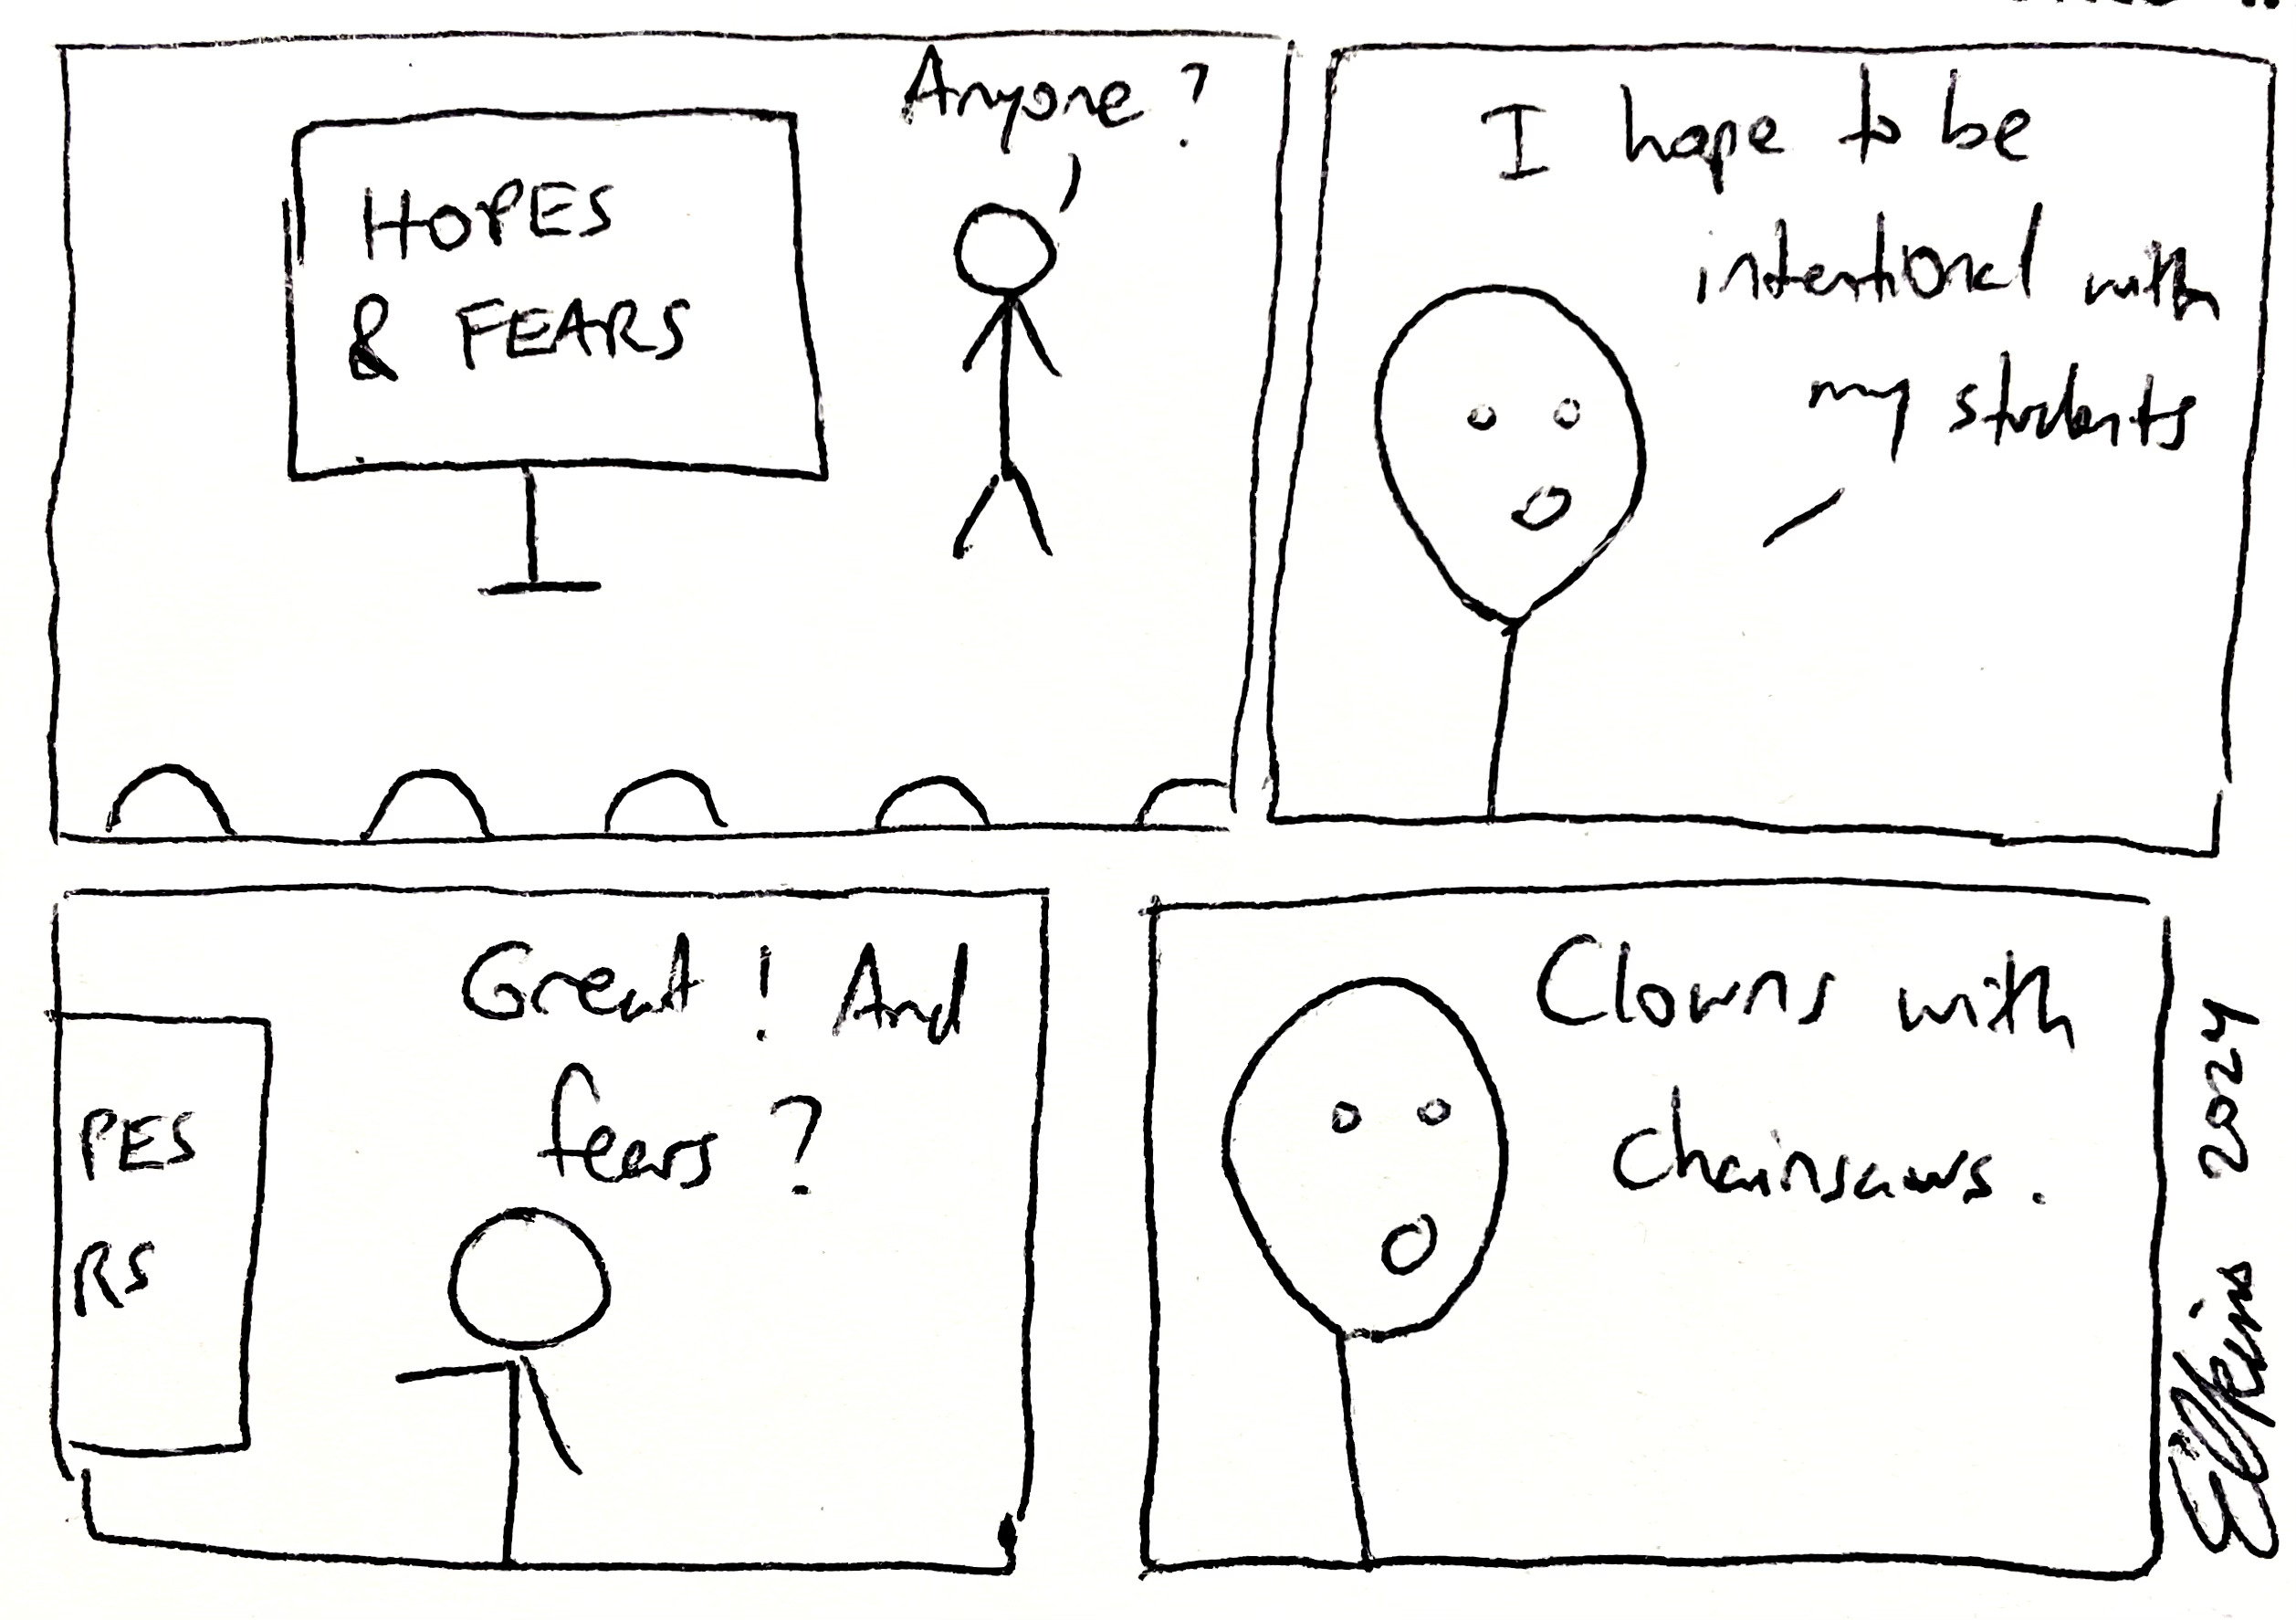 Anyone?
HOPES
& FEARS
I hope to be
intentional with
my students
Great! And
fears?
PES
RS
Clowns with
chainsaws.
2024